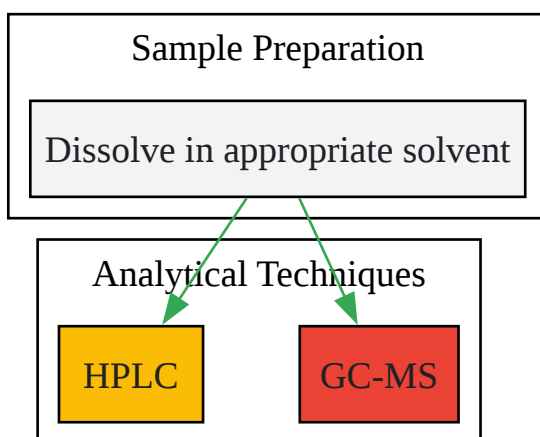 Sample Preparation
Dissolve in appropriate solvent
Analytical Techniques
HPLC
GC-MS